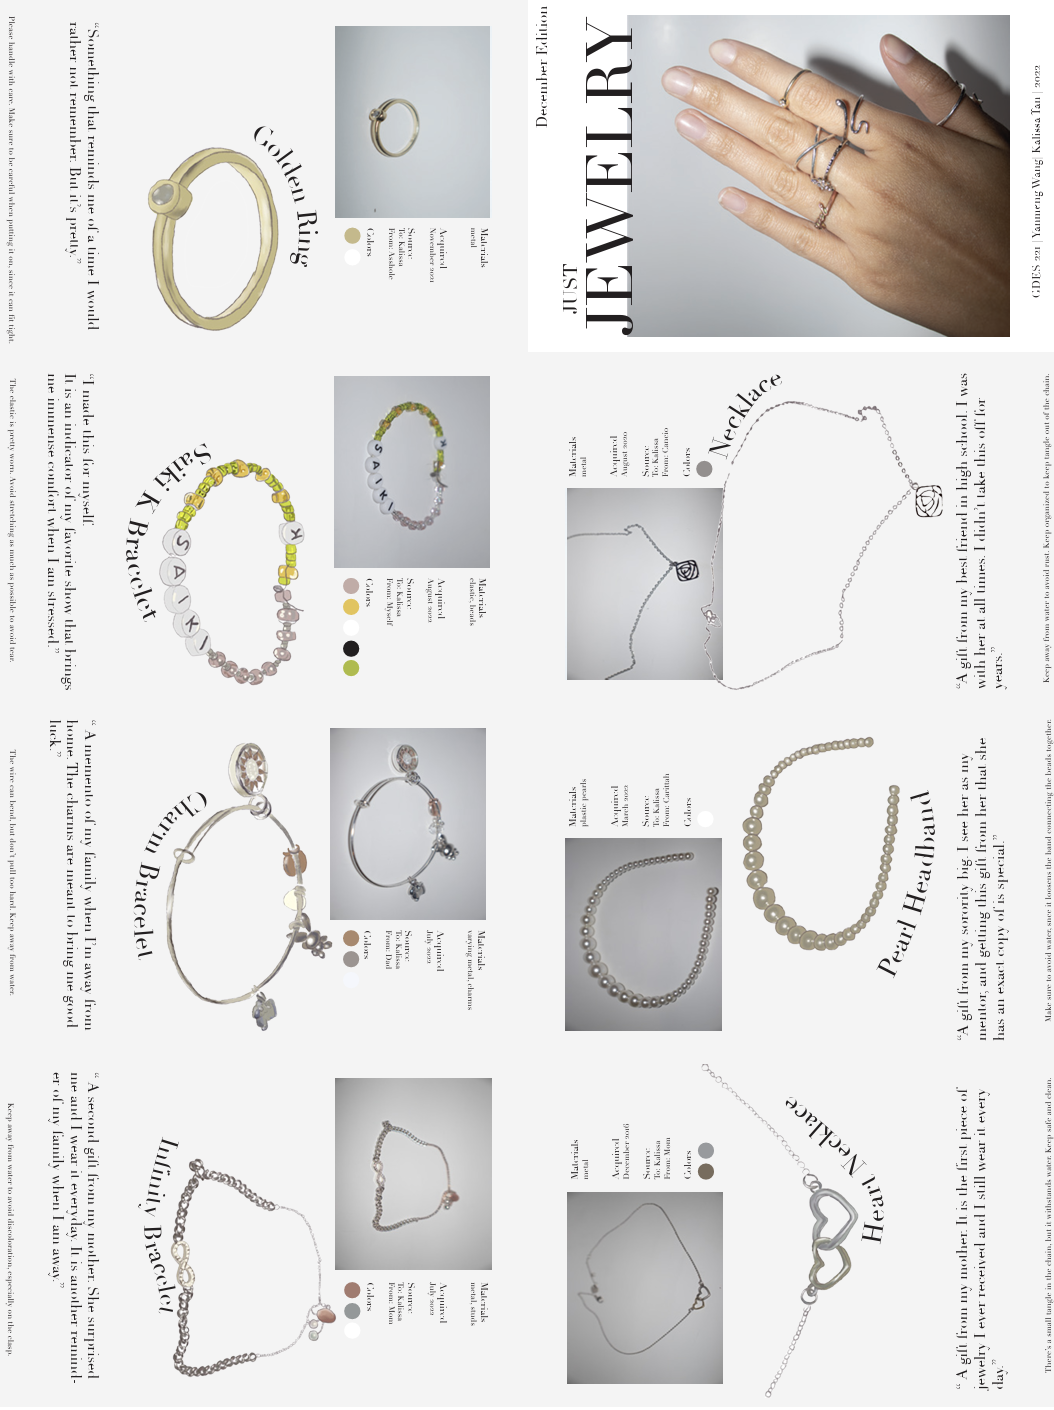 December Edition
JUST
JEWELRY
GDES 221 | Yanmeng Wang| Kalissa Tau | 2022
Necklace
Materials
metal
Acquired
August 2020
Source
To: Kalissa
From: Cancio
Colors
“A gift from my best friend in high school. I was
with her at all times. I didn’t take this off for
years.”
Keep away from water to avoid rust. Keep organized to keep tangle out of the chain.
Pearl Headband
Materials
plastic pearls
Acquired
March 2022
Source
To: Kalissa
From: Carittah
Colors
“A gift from my sorority big. I see her as my
mentor, and getting this gift from her that she
has an exact copy of is special.”
Make sure to avoid water, since it loosens the band connecting the beads together.
Heart Necklace
Materials
metal
Acquired
December 2016
Source
To: Kalissa
From: Mom
Colors
“ A gift from my mother. It is the first piece of
jewelry I ever received and I still wear it every
day.”
There’s a small tangle in the chain, but it withstands water. Keep safe and clean.
Golden Ring
Materials
metal
Acquired
November 2021
Source
To: Kalissa
From: Asshole
Colors
“Something that reminds me of a time I would
rather not remember. But it’s pretty.”
Please handle with care. Make sure to be careful when putting it on, since it can fit tight.
Saiki K Bracelet
SAIKI
K
SAIKI
K
Materials
elastic, beads
Acquired
August 2022
Source
To: Kalissa
From: Myself
Colors
“I made this for myself.
It is an indicator of my favorite show that brings
me immense comfort when I am stressed.”
The elastic is pretty worn. Avoid stretching as much as possible to avoid tear.
Charm Bracelet
Materials
varying metal, charms
Acquired
July 2022
Source
To: Kalissa
From: Dad
Colors
“ A memento of my family when I’m away from
home. The charms are meant to bring me good
luck.”
The wire can bend, but don’t pull too hard. Keep away from water.
Infinity Bracelet
Materials
metal, studs
Acquired
July 2022
Source
To: Kalissa
From: Mom
Colors
“ A second gift from my mother. She surprised
me and I wear it everyday. It is another remind-
er of my family when I am away.”
Keep away from water to avoid discoloration, especially on the clasp.